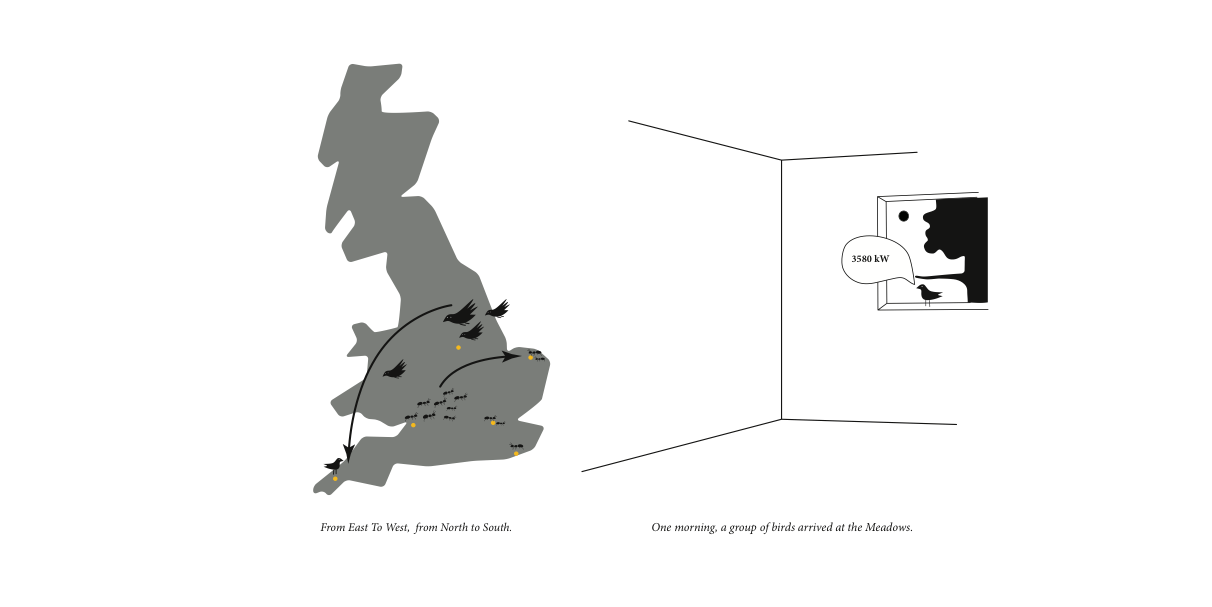 3580 kW
From East To West, from North to South.
One morning, a group of birds arrived at the Meadows.